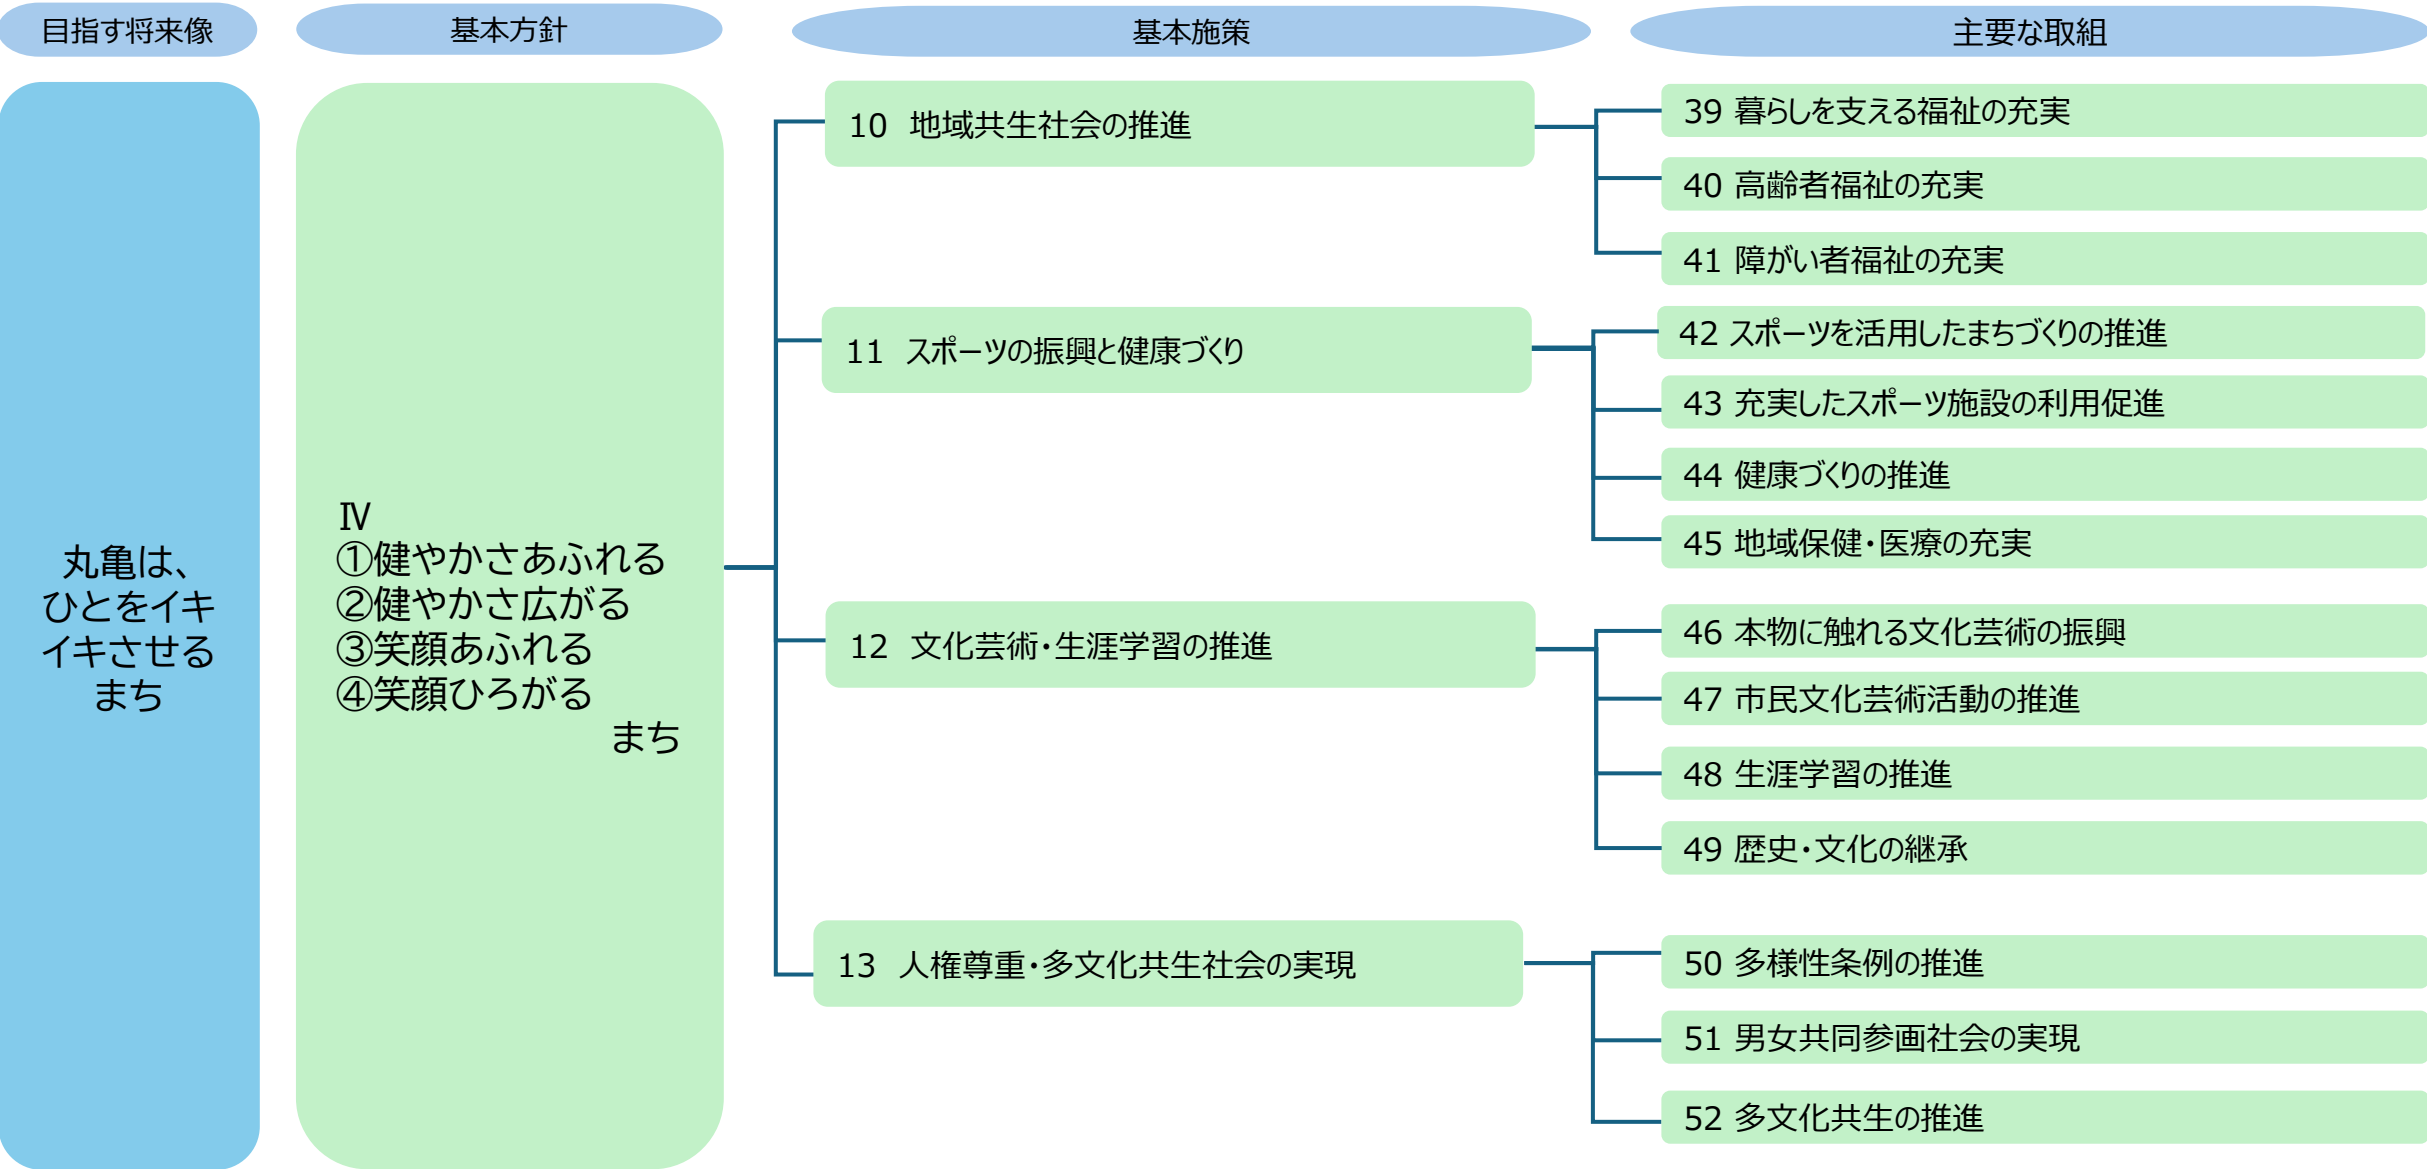 目指す将来像
基本方針
基本施策
主要な取組
丸亀は、
ひとをイキ
イキさせる
まち
Ⅳ
①健やかさあふれる
②健やかさ広がる
③笑顔あふれる
④笑顔ひろがる
まち
10 地域共生社会の推進
39 暮らしを支える福祉の充実
40 高齢者福祉の充実
41 障がい者福祉の充実
11 スポーツの振興と健康づくり
42 スポーツを活用したまちづくりの推進
43 充実したスポーツ施設の利用促進
44 健康づくりの推進
45 地域保健・医療の充実
12 文化芸術・生涯学習の推進
46 本物に触れる文化芸術の振興
47 市民文化芸術活動の推進
48 生涯学習の推進
49 歴史・文化の継承
13 人権尊重・多文化共生社会の実現
50 多様性条例の推進
51 男女共同参画社会の実現
52 多文化共生の推進